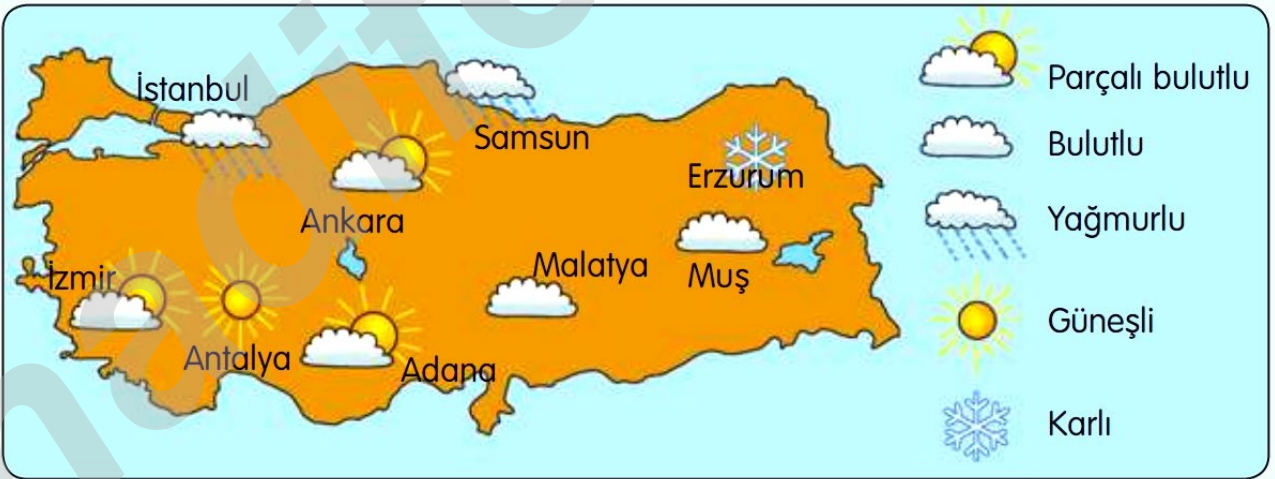 İstanbul
Samsun
Erzurum
Ankara
Malatya
Muş
İzmir
Antalya
Adana
Parçalı bulutlu
Bulutlu
Yağmurlu
Güneşli
Karlı